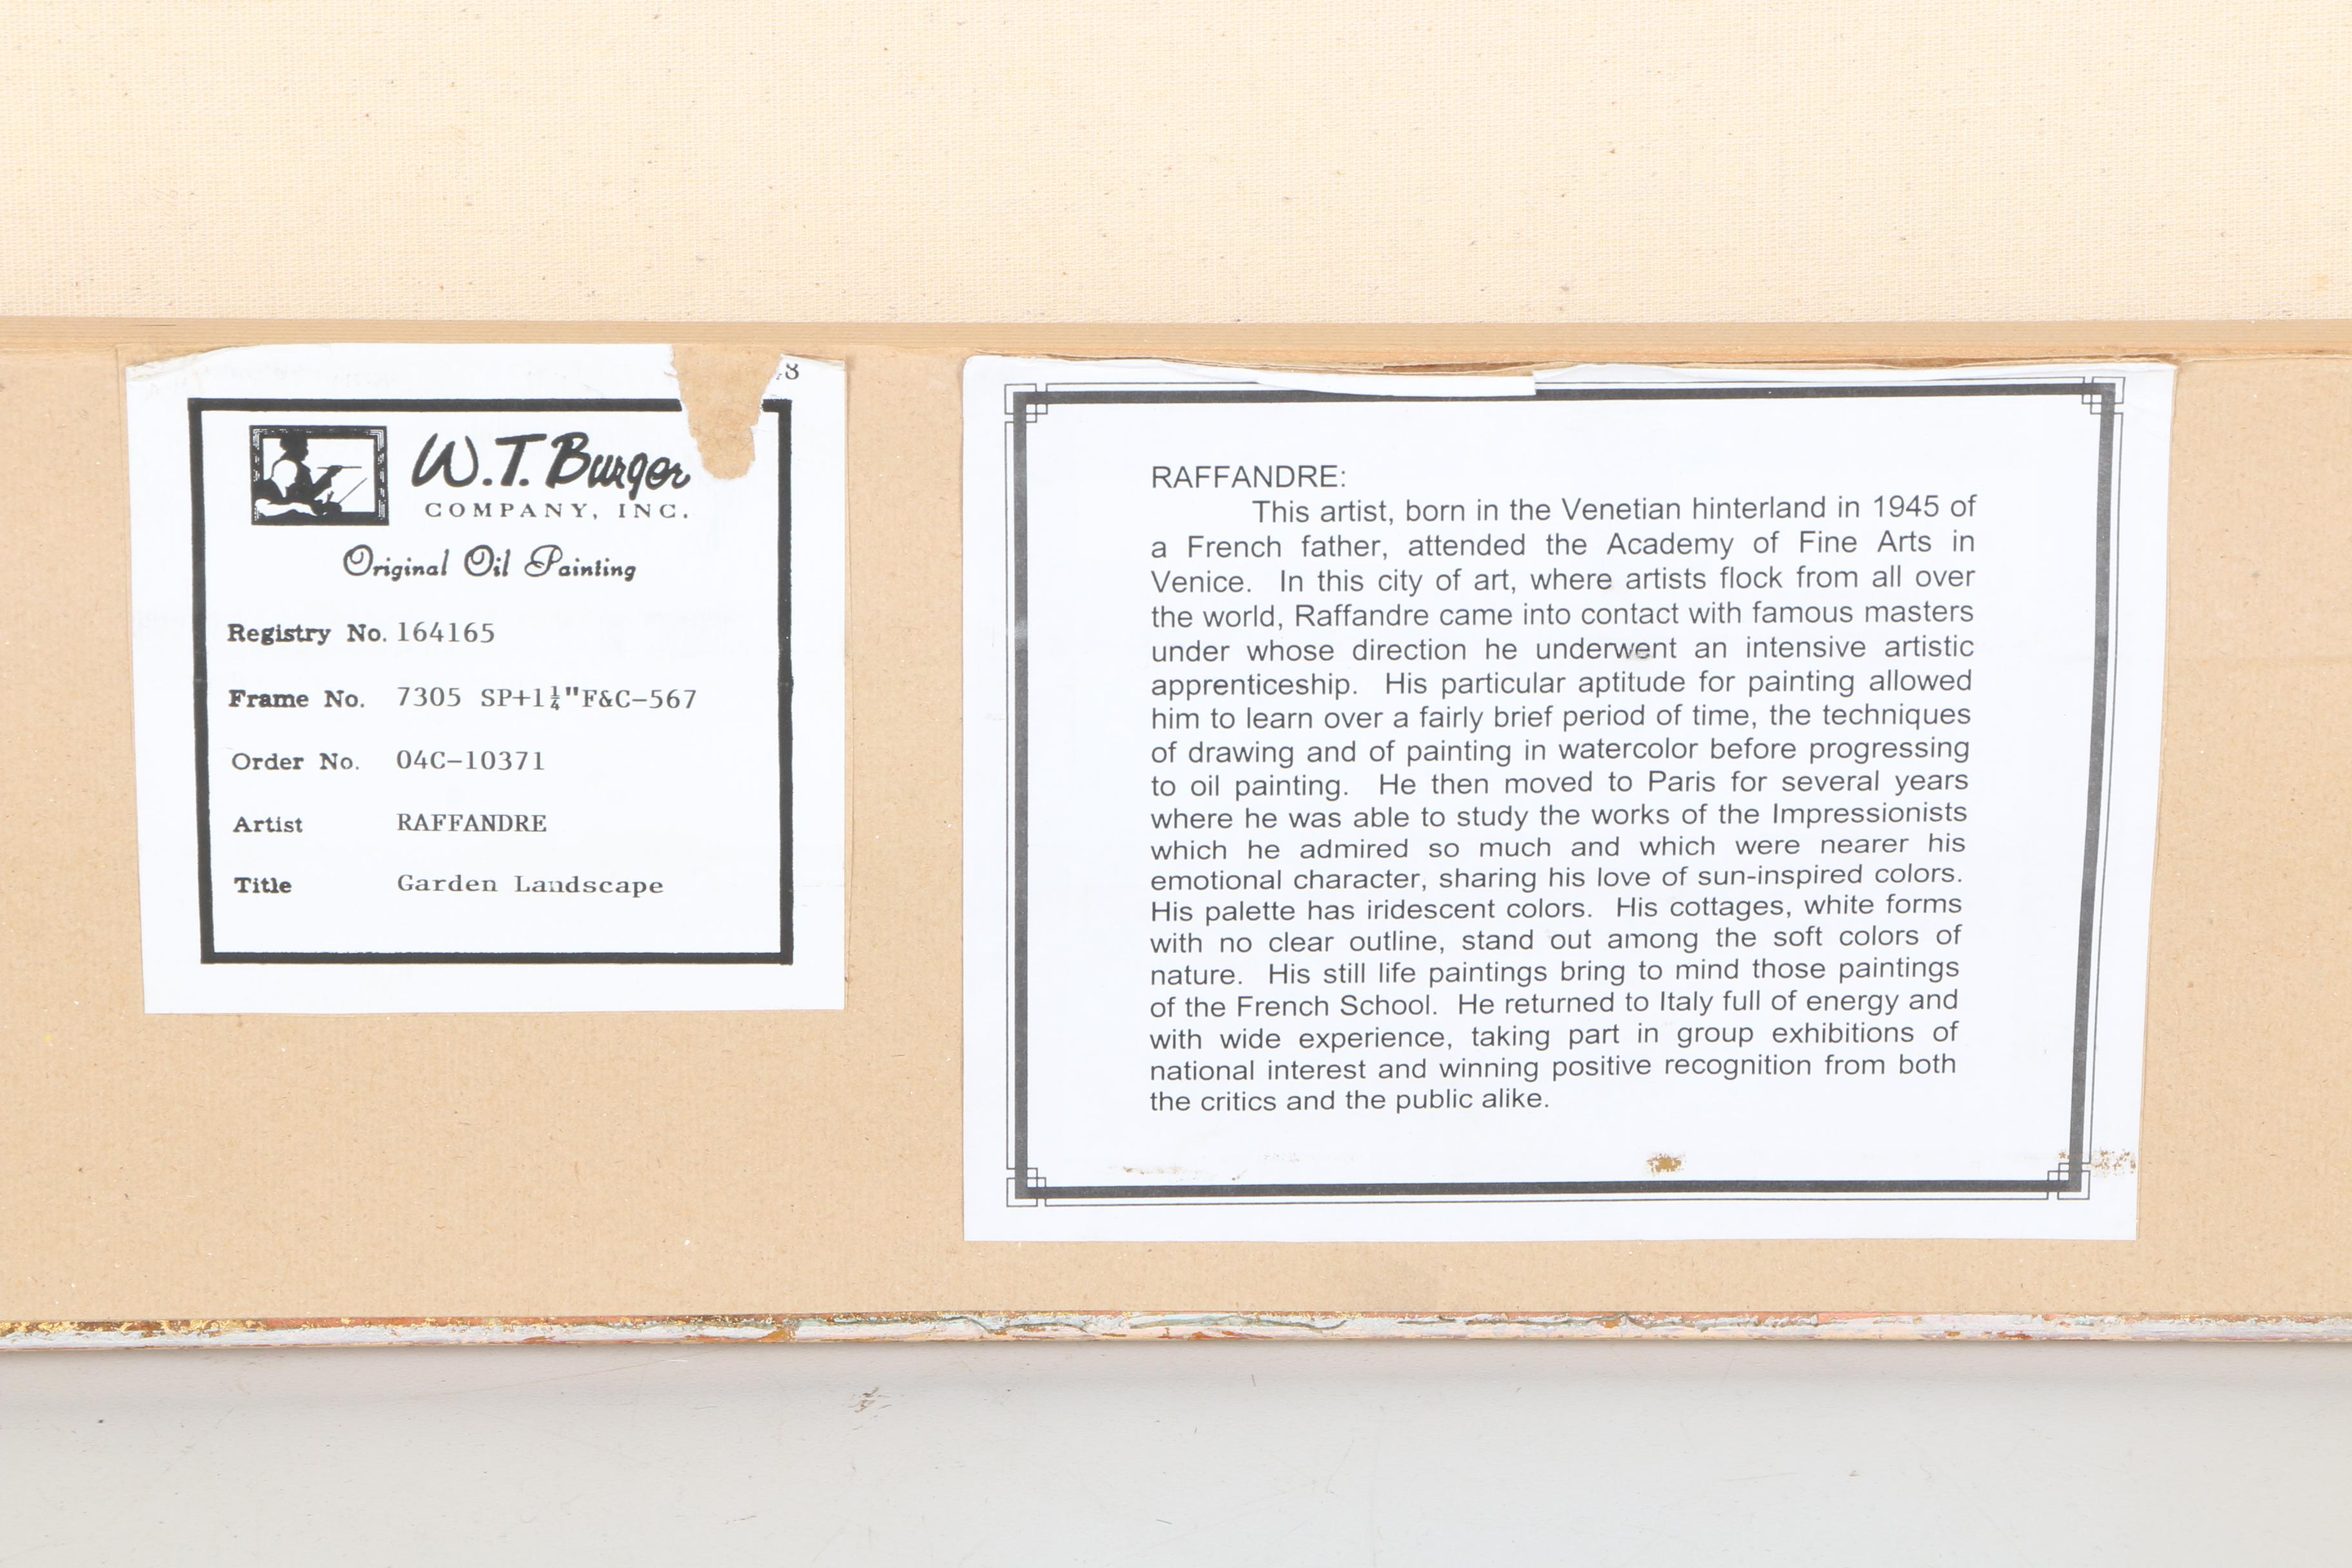 W.T. Burger
COMPANY, INC.
Original Oil Painting
Registry No. 164165
Frame No. 7305 SP+1¼"F&C-567
Order No. 04C-10371
Artist RAFFANDRE
Title Garden Landscape
RAFFANDRE:
This artist, born in the Venetian hinterland in 1945 of
a French father, attended the Academy of Fine Arts in
Venice. In this city of art, where artists flock from all over
the world, Raffandre came into contact with famous masters
under whose direction he underwent an intensive artistic
apprenticeship. His particular aptitude for painting allowed
him to learn over a fairly brief period of time, the techniques
of drawing and of painting in watercolor before progressing
to oil painting. He then moved to Paris for several years
where he was able to study the works of the Impressionists
which he admired so much and which were nearer his
emotional character, sharing his love of sun-inspired colors.
His palette has iridescent colors. His cottages, white forms
with no clear outline, stand out among the soft colors of
nature. His still life paintings bring to mind those paintings
of the French School. He returned to Italy full of energy and
with wide experience, taking part in group exhibitions of
national interest and winning positive recognition from both
the critics and the public alike.